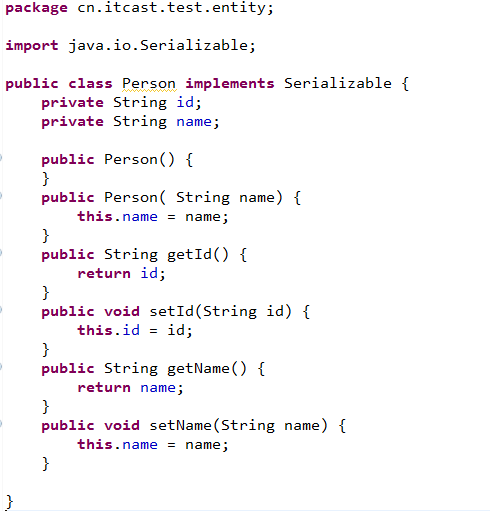 package cn.itcast.test.entity;
import java.io.Serializable;
public class Person implements Serializable {
private String id;
private String name;
public Person() {
}
public Person( String name) {
this.name = name;
}
public String getId() {
return id;
}
public void setId(String id) {
this.id = id;
}
public String getName() {
return name;
}
public void setName(String name) {
this.name = name;
}
}